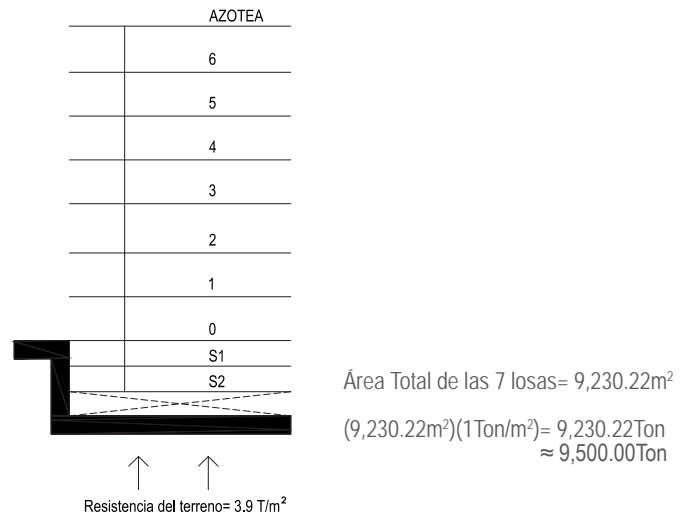 AZOTEA
6
5
4
3
2
1
0
S1
S2
Área Total de las 7 losas= 9,230.22m²
(9,230.22m²)(1Ton/m²)= 9,230.22Ton
≈ 9,500.00Ton
Resistencia del terreno= 3.9 T/m²